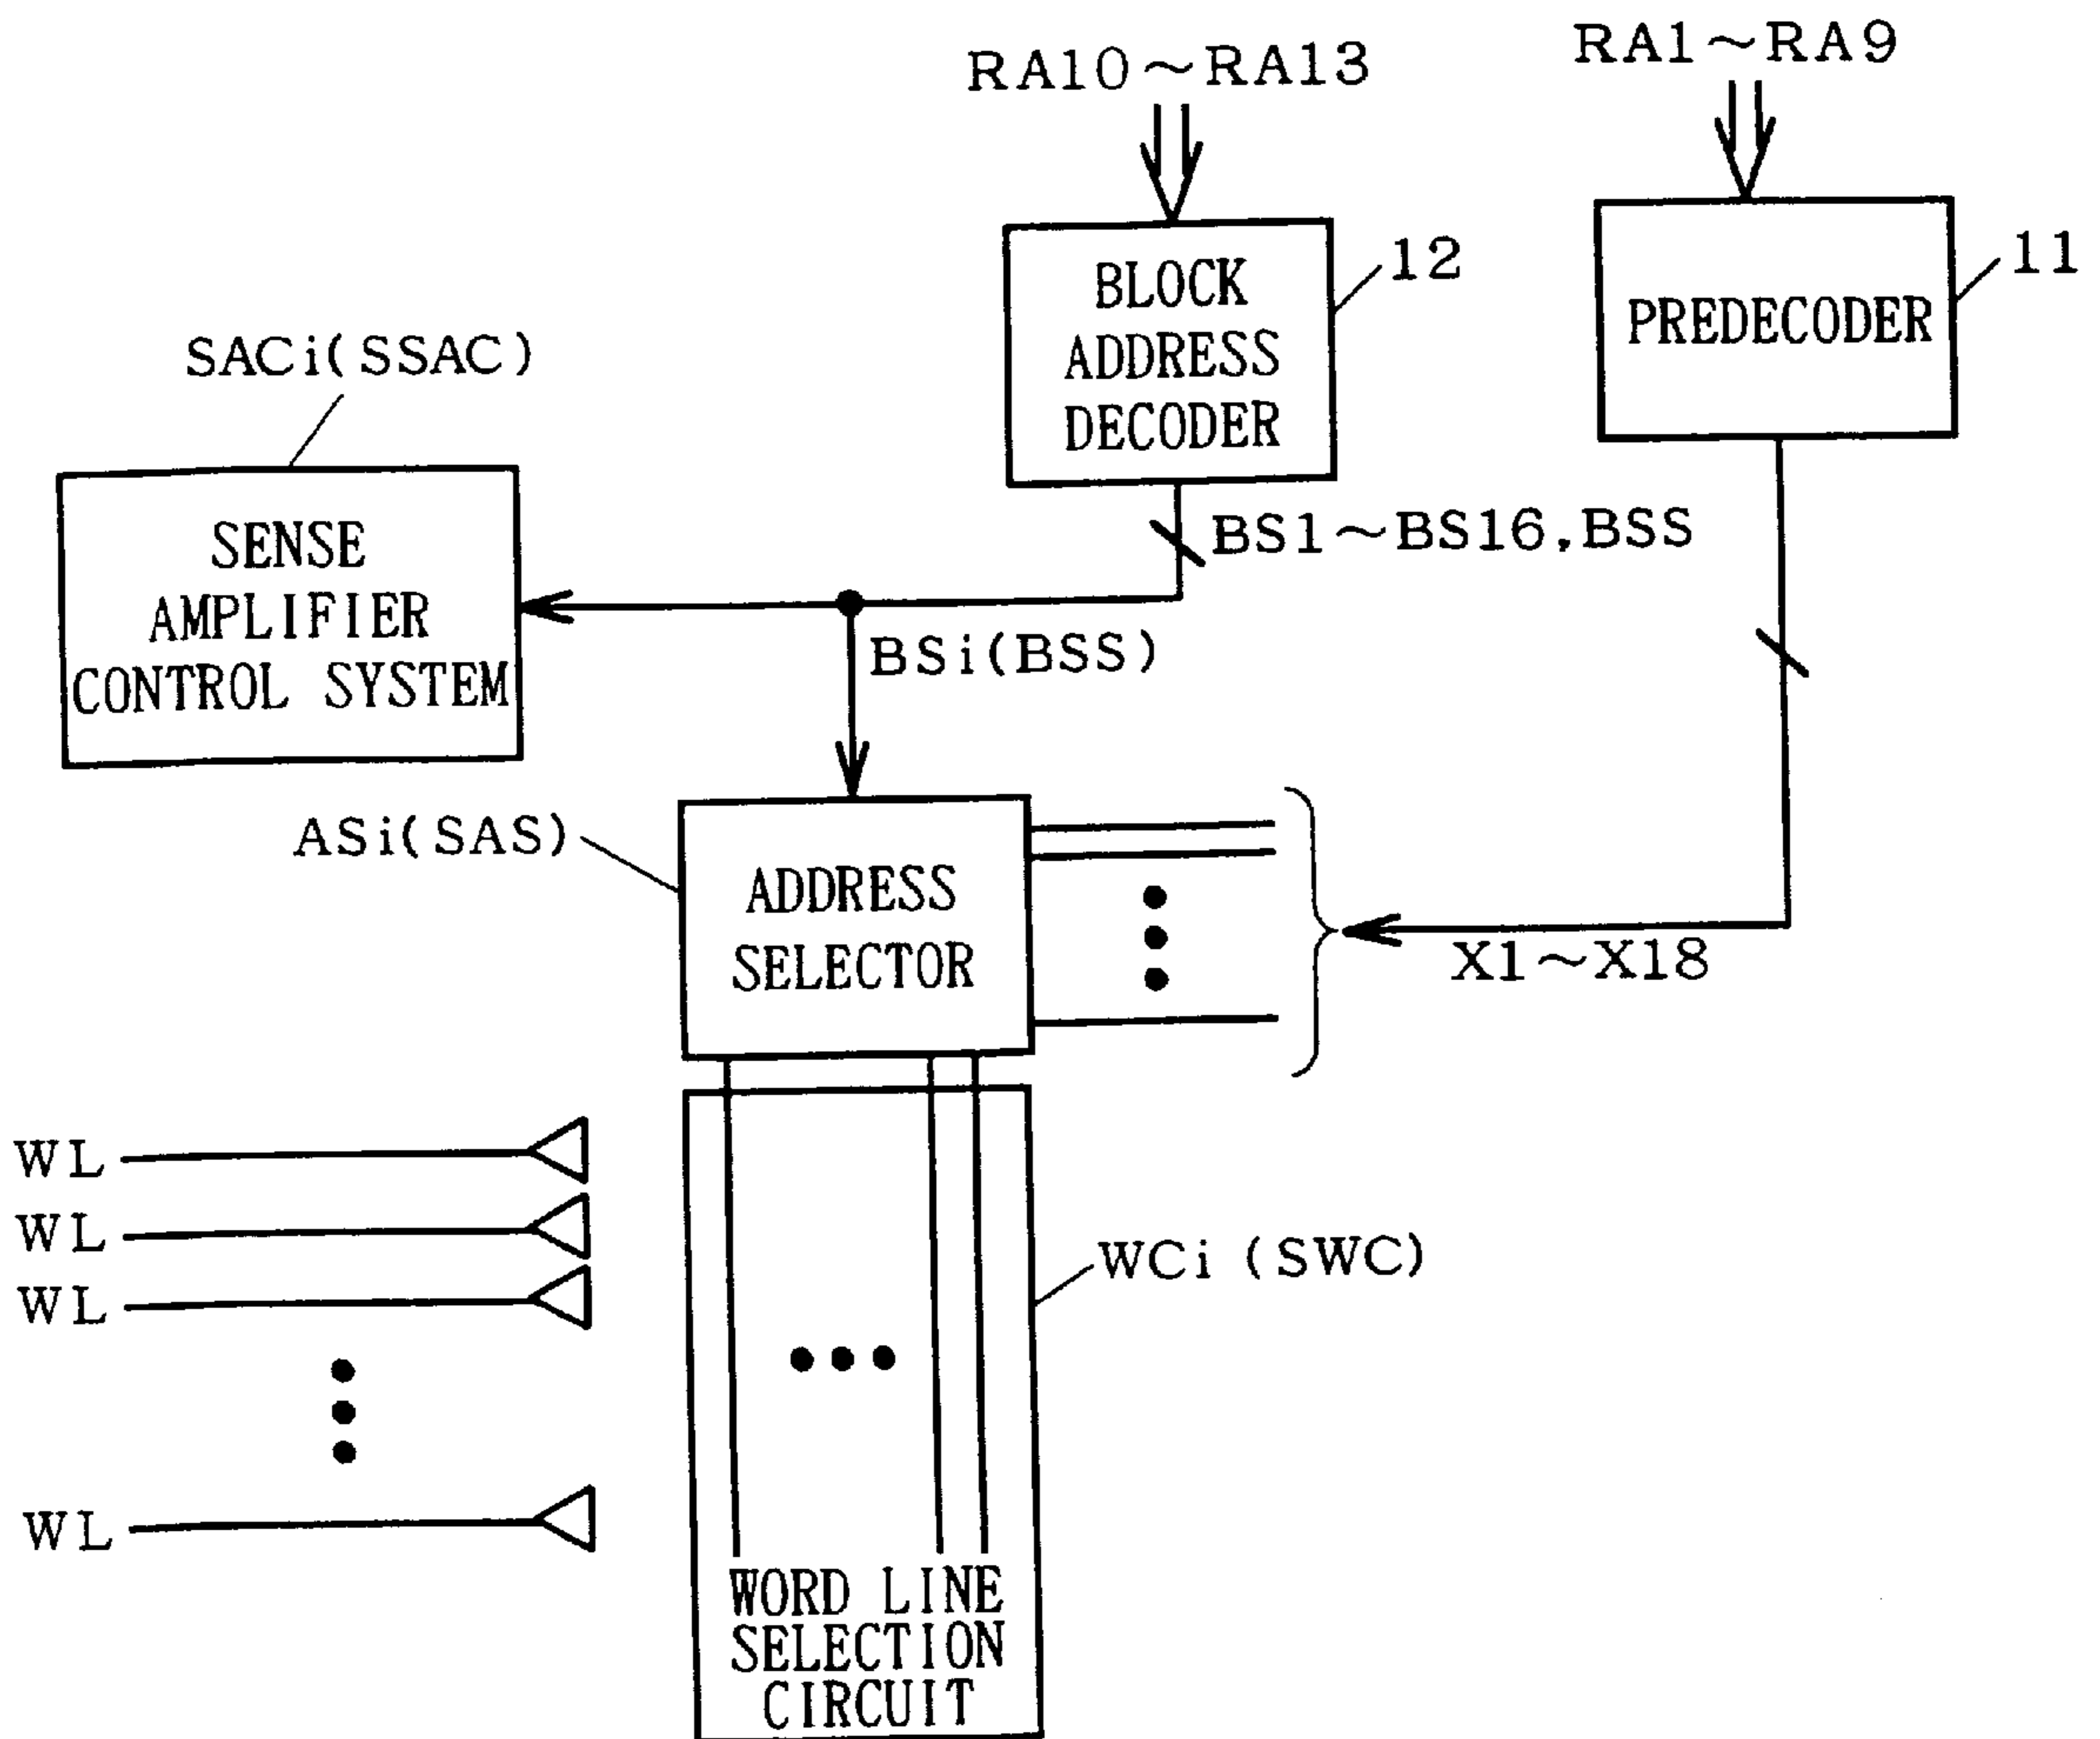 RA10~RA13
RA1~RA9
BLOCK
ADDRESS
DECODER
12
PREDECODER
11
SACi(SSAC)
SENSE
AMPLIFIER
CONTROL SYSTEM
BS1~BS16,BSS
BSi(BSS)
ASi(SAS)
ADDRESS
SELECTOR
X1~X18
WL
WL
WL
WL
WCi (SWC)
WORD LINE
SELECTION
CIRCUIT